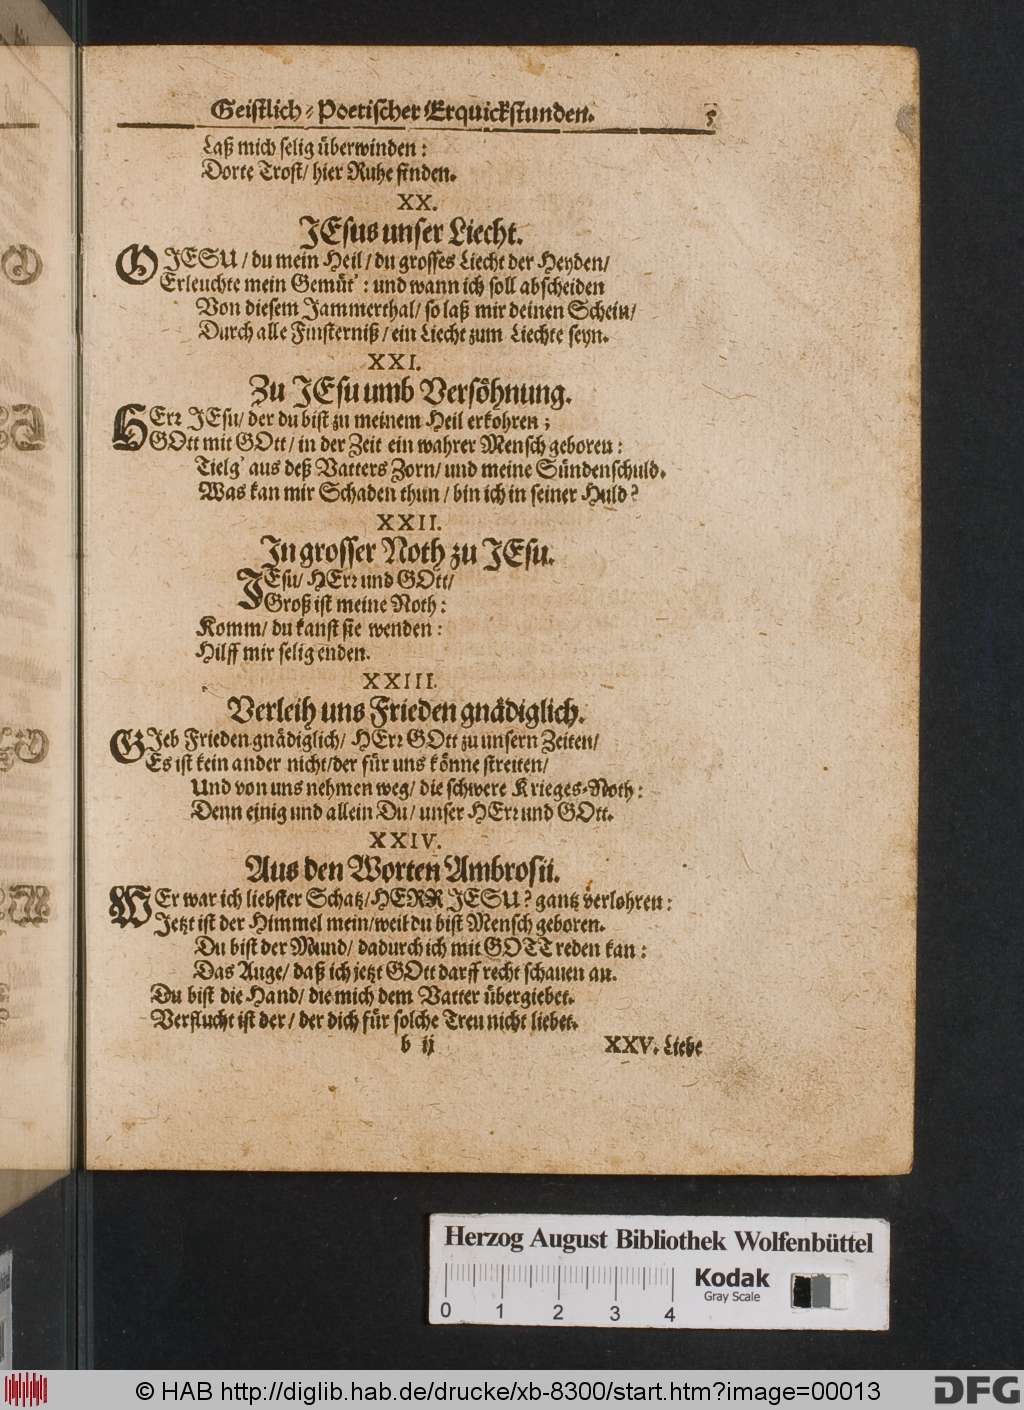 Geistlich-Poetischer Erquickstunden. 5
Laß mich selig überwinden:
Dorte Trost/ hier Ruhe finden.
XX.
JEsus unser Liecht.
O JESU/ du mein Heil/ du grosses Liecht der Heyden/
Erleuchte mein Gemüt': und wann ich soll abscheiden
Von diesem Jammerthal/ so laß mir deinen Schein/
Durch alle Finsterniß/ ein Liecht zum Liechte seyn.
XXI.
Zu JEsu umb Versöhnung.
HErr JEsu/ der du bist zu meinem Heil erkohren;
GOtt mit GOtt/ in der Zeit ein wahrer Mensch geboren:
Tielg' aus deß Vatters Zorn/ und meine Sündenschuld.
Was kan mir Schaden thun/ bin ich in seiner Huld?
XXII.
In grosser Noth zu JEsu.
JEsu/ HErr und GOtt/
Groß ist meine Noth:
Komm/ du kanst sie wenden:
Hilff mir selig enden.
XXIII.
Verleih uns Frieden gnädiglich.
GJeb Frieden gnädiglich/ HErr GOtt zu unsern Zeiten/
Es ist kein ander nicht/ der für uns könne streiten/
Und von uns nehmen weg/ die schwere Krieges-Noth:
Denn einig und allein Du/ unser HErr und GOtt.
XXIV.
Aus den Worten Ambrosii.
WEr war ich liebster Schatz/ HERR JESU? gantz verlohren:
Jetzt ist der Himmel mein/ weil du bist Mensch geboren.
Du bist der Mund/ dadurch ich mit GOTT reden kan:
Das Auge/ daß ich jetzt GOtt darff recht schauen an.
Du bist die Hand/ die mich dem Vatter übergiebet.
Verflucht ist der/ der dich für solche Treu nicht liebet.
b ij XXV. Liebe
Herzog August Bibliothek Wolfenbüttel
0 1 2 3 4
Kodak
Gray Scale
© HAB http://diglib.hab.de/drucke/xb-8300/start.htm?image=00013
DFG